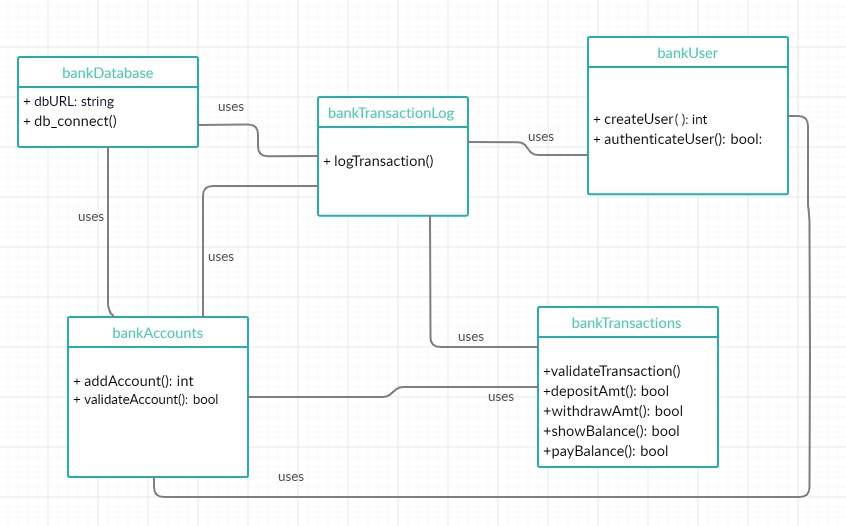 bankDatabase
+ dbURL: string
+ db_connect()
uses
bankTransactionLog
+ logTransaction()
uses
bankUser
+ createUser( ): int
+ authenticateUser(): bool:
uses
uses
bankAccounts
+ addAccount(): int
+ validateAccount(): bool
uses
bankTransactions
+validateTransaction()
+depositAmt(): bool
+withdrawAmt(): bool
+showBalance(): bool
+payBalance(): bool
uses
uses